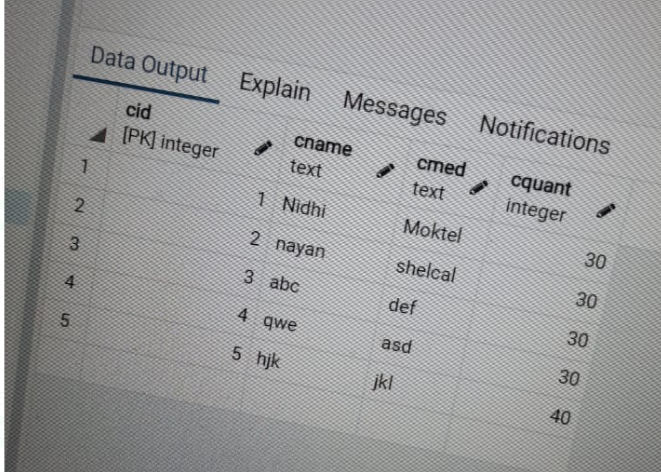 Data Output Explain Messages Notifications
cid cname cmed cquant
[PK] integer text text integer
1 1 Nidhi Moktel 30
2 2 nayan shelcal 30
3 3 abc def 30
4 4 qwe asd 30
5 5 hjk jkl 40